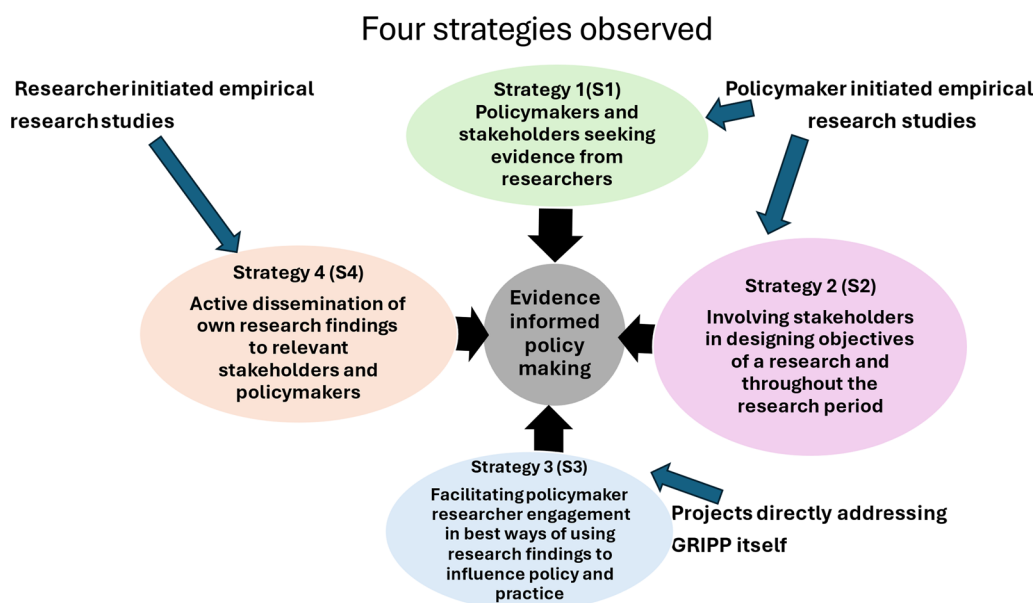 Four strategies observed
Researcher initiated empirical
research studies
Strategy 1(S1)
Policymakers and
stakeholders seeking
evidence from
researchers
Policymaker initiated empirical
research studies
Strategy 4 (S4)
Active dissemination of
own research findings
to relevant
stakeholders and
policymakers
Evidence
informed
policy
making
Strategy 2 (S2)
Involving stakeholders
in designing objectives
of a research and
throughout the
research period
Strategy 3 (S3)
Facilitating policymaker
researcher engagement
in best ways of using
research findings to
influence policy and
practice
Projects directly addressing
GRIPP itself